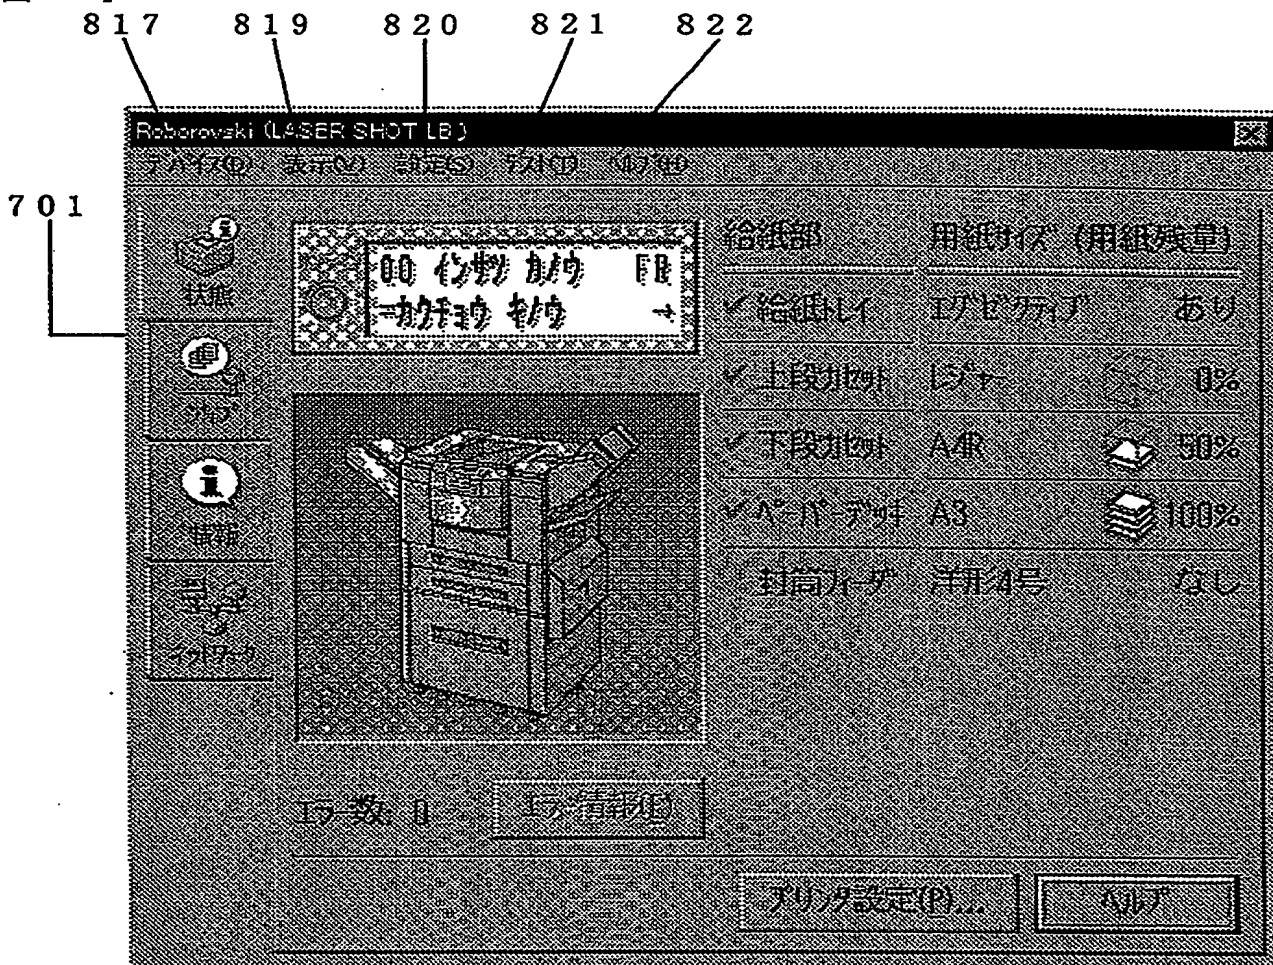 817 819 820 821 822
Roborovski (LASER SHOT LB)
デバイス(D) 表示(V) 設定(S) テスト(T) ヘルプ(H)
701
状態
ジョブ
情報
ネットワーク
00 インサツ カノウ
=カクチョウ キノウ →
給紙部 用紙サイズ (用紙残量)
✓給紙トレイ エグゼクティブ あり
✓上段カセット レジャー 0%
✓下段カセット A4R 50%
✓ペーパーデッキ A3 100%
封筒フィーダ 洋形4号 なし
エラー数: 0 エラー情報(E)
プリンタ設定(P)... ヘルプ